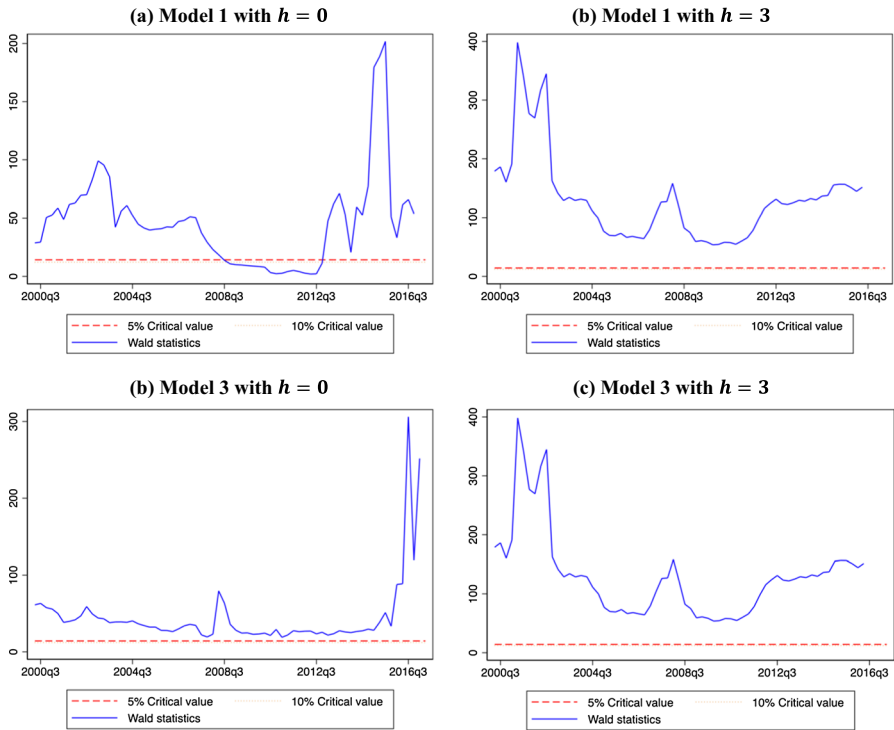 (a) Model 1 with h = 0
200
150
100
50
0
2000q3 2004q3 2008q3 2012q3 2016q3
5% Critical value 10% Critical value
Wald statistics
(b) Model 1 with h = 3
400
300
200
100
0
2000q3 2004q3 2008q3 2012q3 2016q3
5% Critical value 10% Critical value
Wald statistics
(b) Model 3 with h = 0
300
200
100
0
2000q3 2004q3 2008q3 2012q3 2016q3
5% Critical value 10% Critical value
Wald statistics
(c) Model 3 with h = 3
400
300
200
100
0
2000q3 2004q3 2008q3 2012q3 2016q3
5% Critical value 10% Critical value
Wald statistics